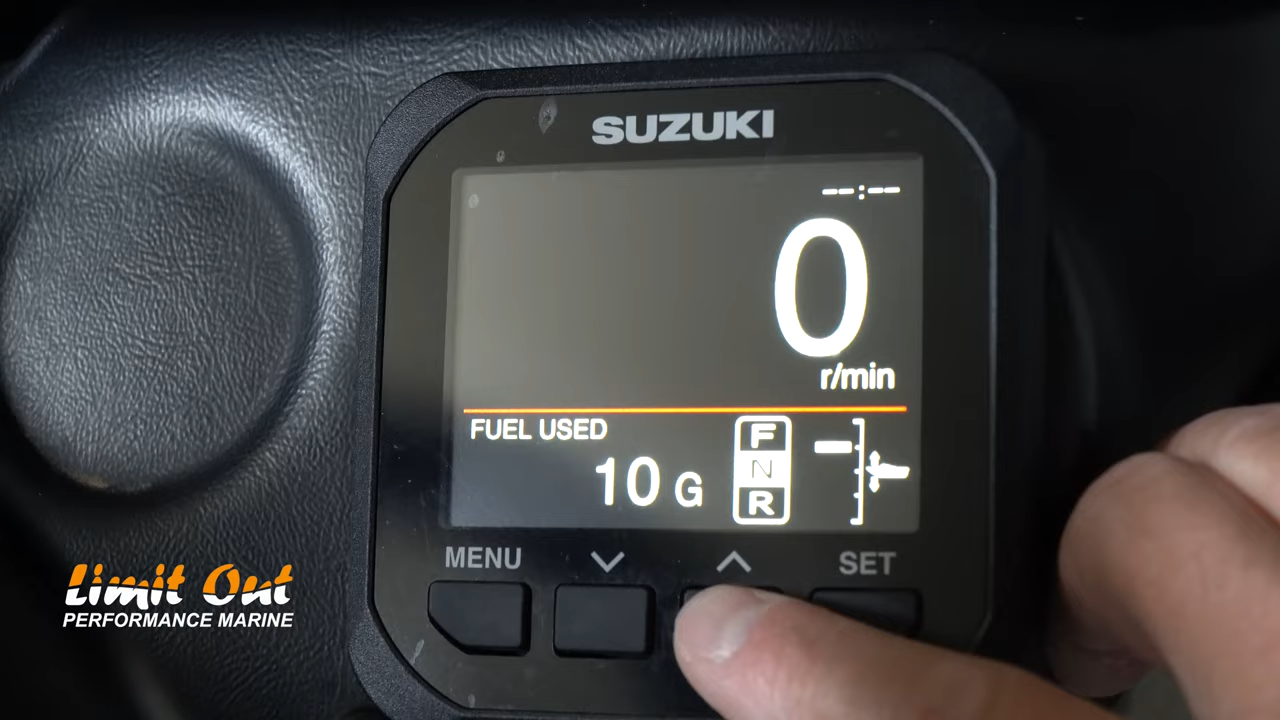 SUZUKI
--:--
0
r/min
FUEL USED
10 G
F
N
R
MENU
SET
Limit Out
PERFORMANCE MARINE